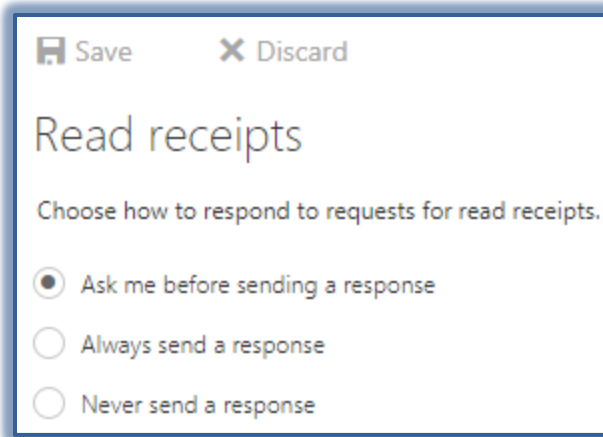 Save Discard
Read receipts
Choose how to respond to requests for read receipts.
Ask me before sending a response
Always send a response
Never send a response